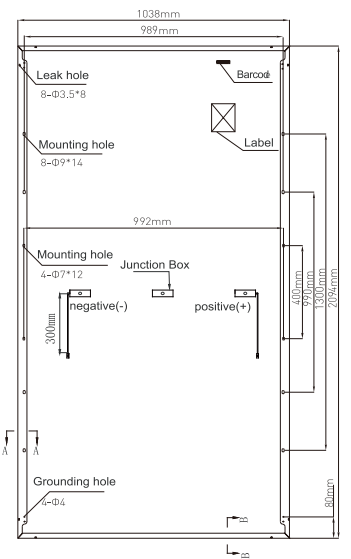 1038mm
989mm
Leak hole
8-Φ3.5*8
Barcode
Mounting hole
8-Φ9*14
Label
992mm
Mounting hole
4-Φ7*12
Junction Box
negative(-)
positive(+)
300mm
400mm
990mm
1300mm
2094mm
A
A
Grounding hole
4-Φ4
80mm
B
B